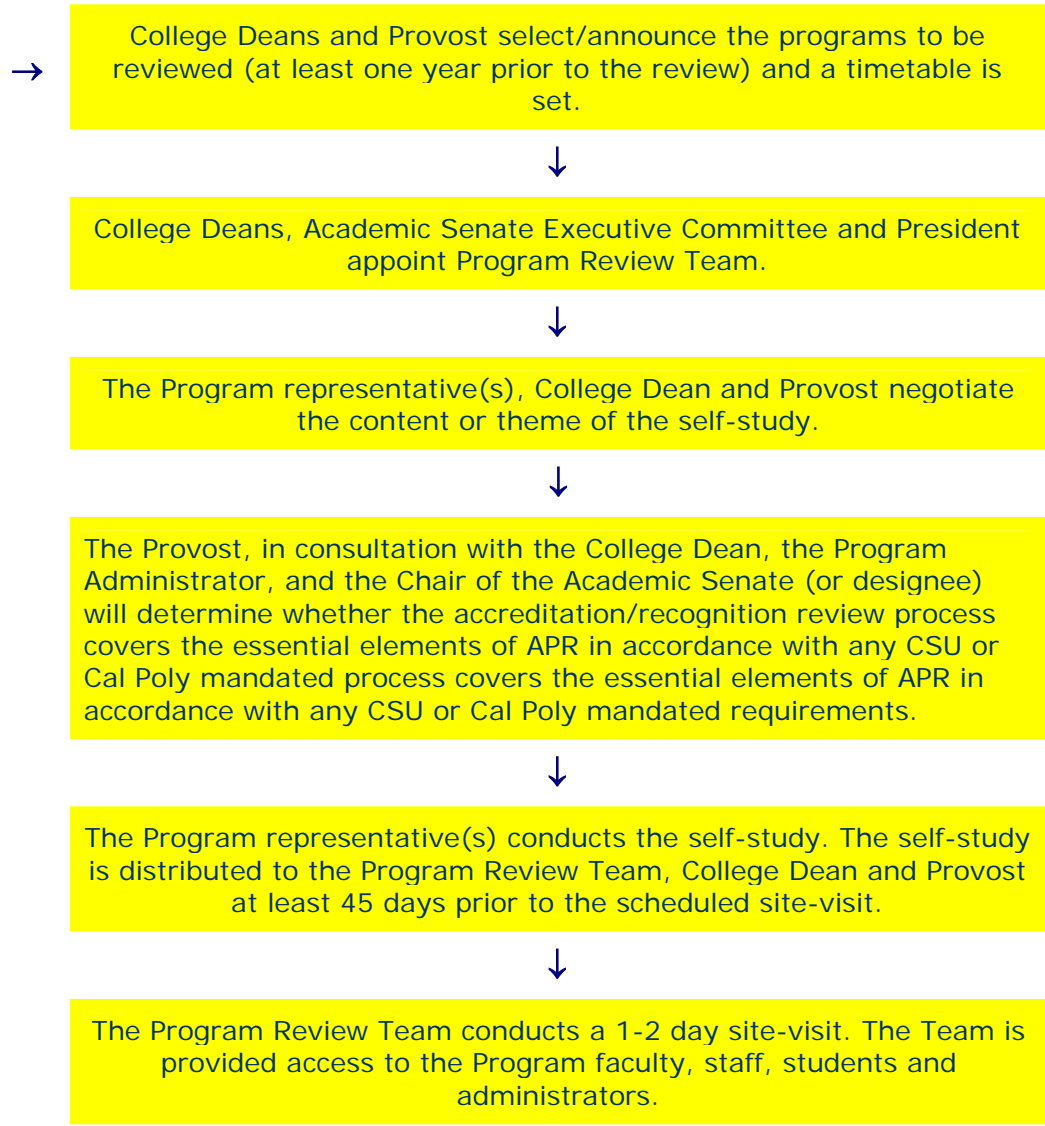 College Deans and Provost select/announce the programs to be
→ reviewed (at least one year prior to the review) and a timetable is
set.
↓
College Deans, Academic Senate Executive Committee and President
appoint Program Review Team.
↓
The Program representative(s), College Dean and Provost negotiate
the content or theme of the self-study.
↓
The Provost, in consultation with the College Dean, the Program
Administrator, and the Chair of the Academic Senate (or designee)
will determine whether the accreditation/recognition review process
covers the essential elements of APR in accordance with any CSU or
Cal Poly mandated process covers the essential elements of APR in
accordance with any CSU or Cal Poly mandated requirements.
↓
The Program representative(s) conducts the self-study. The self-study
is distributed to the Program Review Team, College Dean and Provost
at least 45 days prior to the scheduled site-visit.
↓
The Program Review Team conducts a 1-2 day site-visit. The Team is
provided access to the Program faculty, staff, students and
administrators.